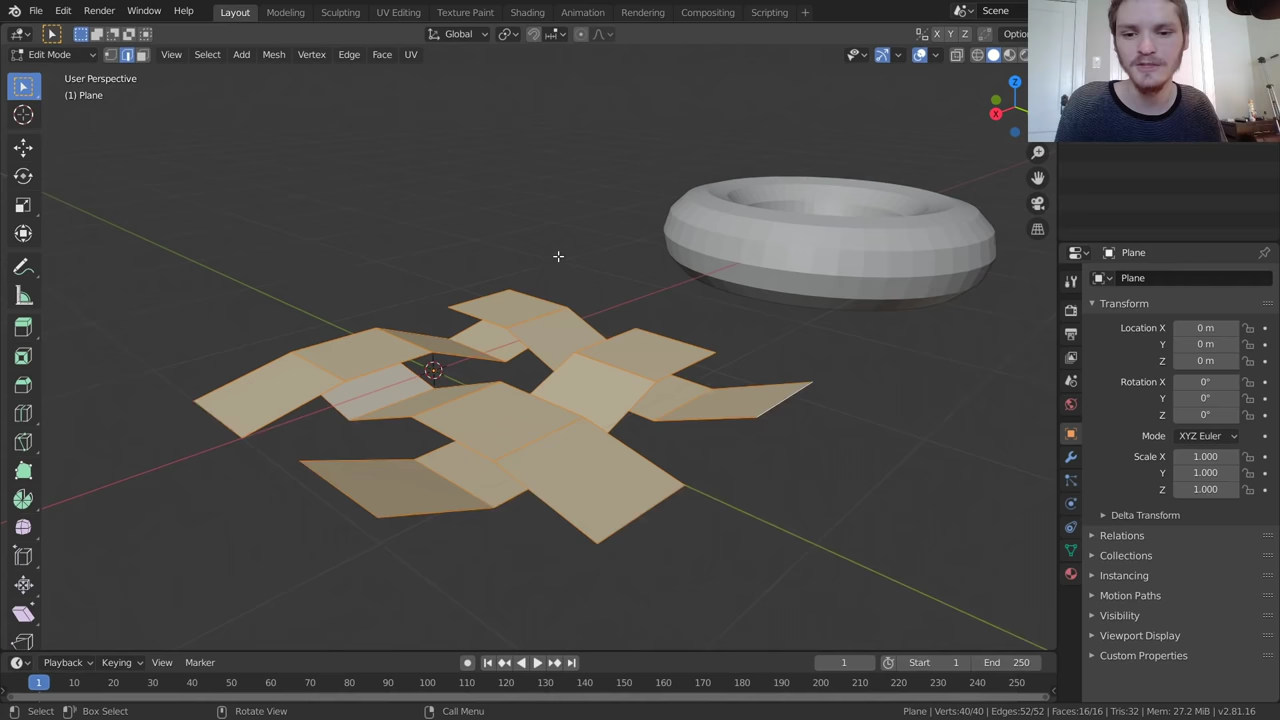 File Edit Render Window Help Layout Modeling Sculpting UV Editing Texture Paint Shading Animation Rendering Compositing Scripting + Scene
Global X Y Z Optio
Edit Mode View Select Add Mesh Vertex Edge Face UV
User Perspective
(1) Plane
Z
X
Plane
Plane
Transform
Location X 0 m
Y 0 m
Z 0 m
Rotation X 0°
Y 0°
Z 0°
Mode XYZ Euler
Scale X 1.000
Y 1.000
Z 1.000
Delta Transform
Relations
Collections
Instancing
Motion Paths
Visibility
Viewport Display
Custom Properties
Playback Keying View Marker 1 Start 1 End 250
1 10 20 30 40 50 60 70 80 90 100 110 120 130 140 150 160 170 180 190 200 210 220 230 240 250
Select Box Select Rotate View Call Menu Plane | Verts:40/40 | Edges:52/52 | Faces:16/16 | Tris:32 | Mem: 27.2 MiB | v2.81.16